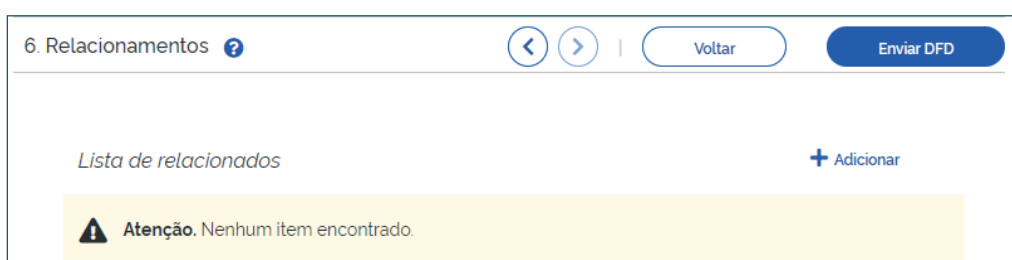 6. Relacionamentos ? Voltar Enviar DFD
Lista de relacionados + Adicionar
Atenção. Nenhum item encontrado.